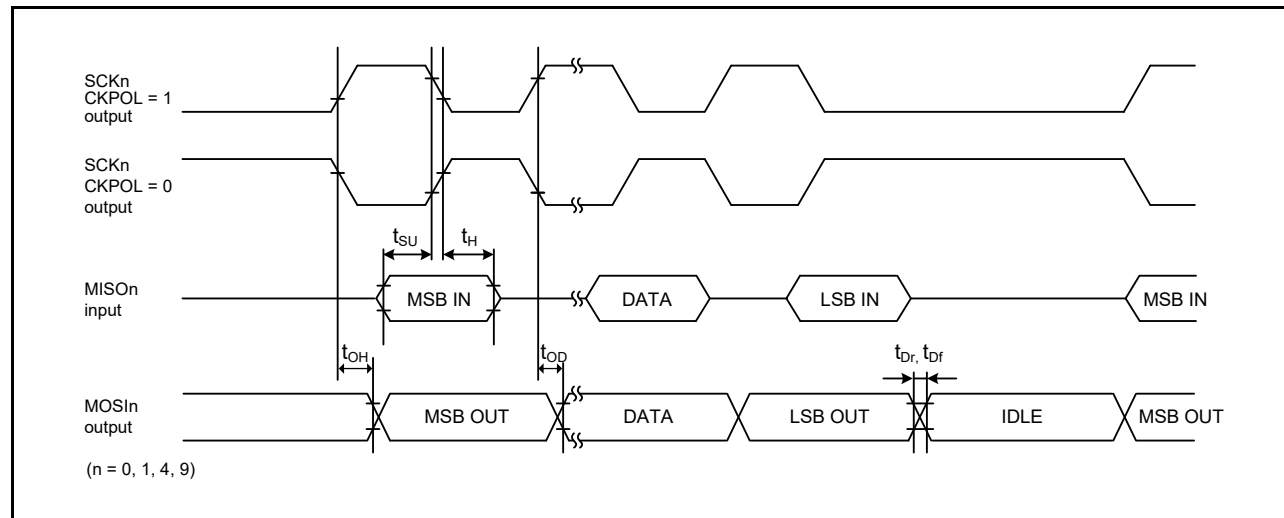 SCKn
CKPOL = 1
output
SCKn
CKPOL = 0
output
tSU
tH
MISOn
input
MSB IN
DATA
LSB IN
MSB IN
tOH
tOD
tDr, tDf
MOSIn
output
MSB OUT
DATA
LSB OUT
IDLE
MSB OUT
(n = 0, 1, 4, 9)